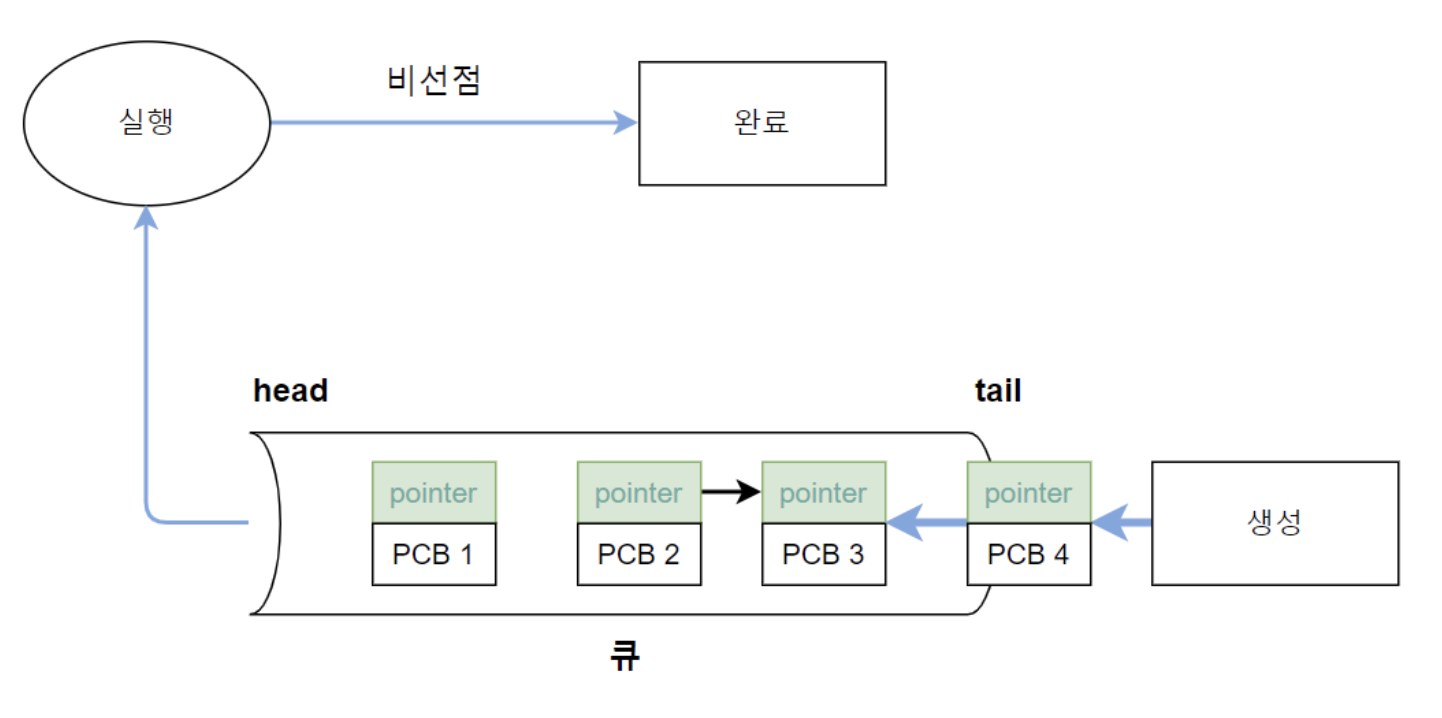 비선점
실행
완료
head
tail
pointer
pointer
pointer
pointer
PCB 1
PCB 2
PCB 3
PCB 4
생성
큐